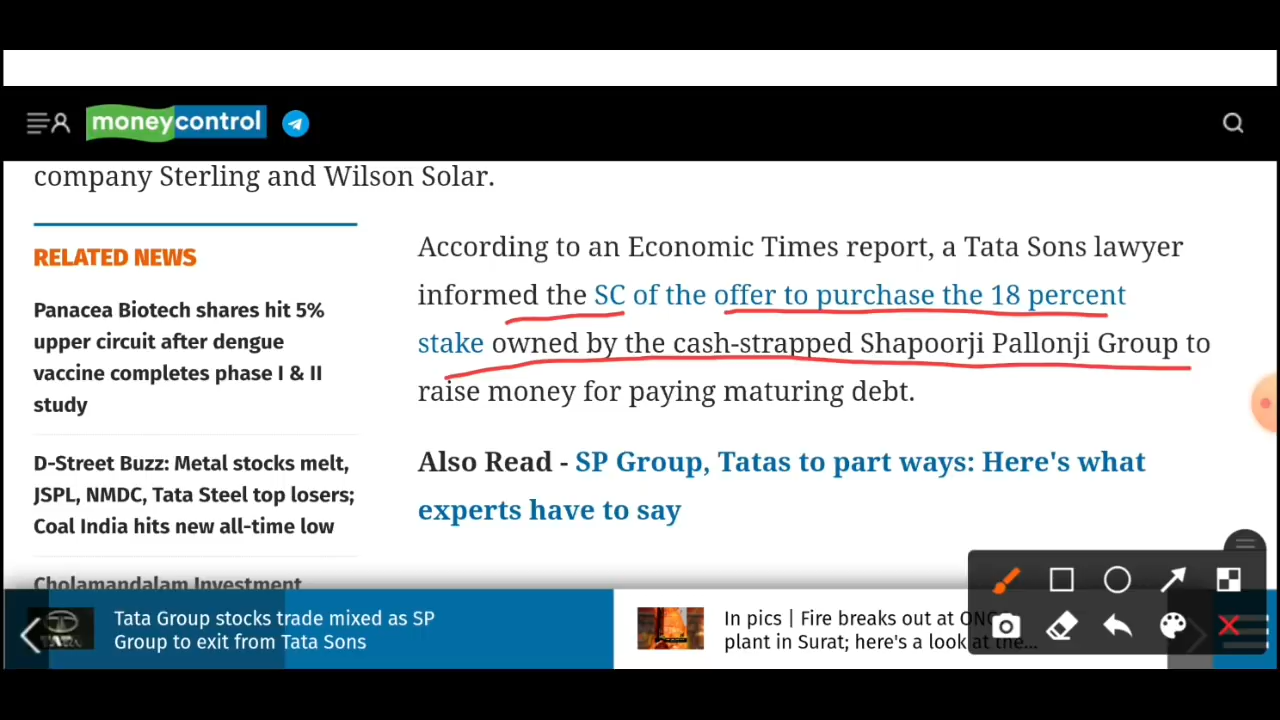 moneycontrol
company Sterling and Wilson Solar.
RELATED NEWS
Panacea Biotech shares hit 5%
upper circuit after dengue
vaccine completes phase I & II
study
D-Street Buzz: Metal stocks melt,
JSPL, NMDC, Tata Steel top losers;
Coal India hits new all-time low
Cholamandalam Investment
According to an Economic Times report, a Tata Sons lawyer
informed the SC of the offer to purchase the 18 percent
stake owned by the cash-strapped Shapoorji Pallonji Group to
raise money for paying maturing debt.
Also Read - SP Group, Tatas to part ways: Here's what
experts have to say
TATA
Tata Group stocks trade mixed as SP
Group to exit from Tata Sons
In pics | Fire breaks out at ONGC
plant in Surat; here's a look at the...